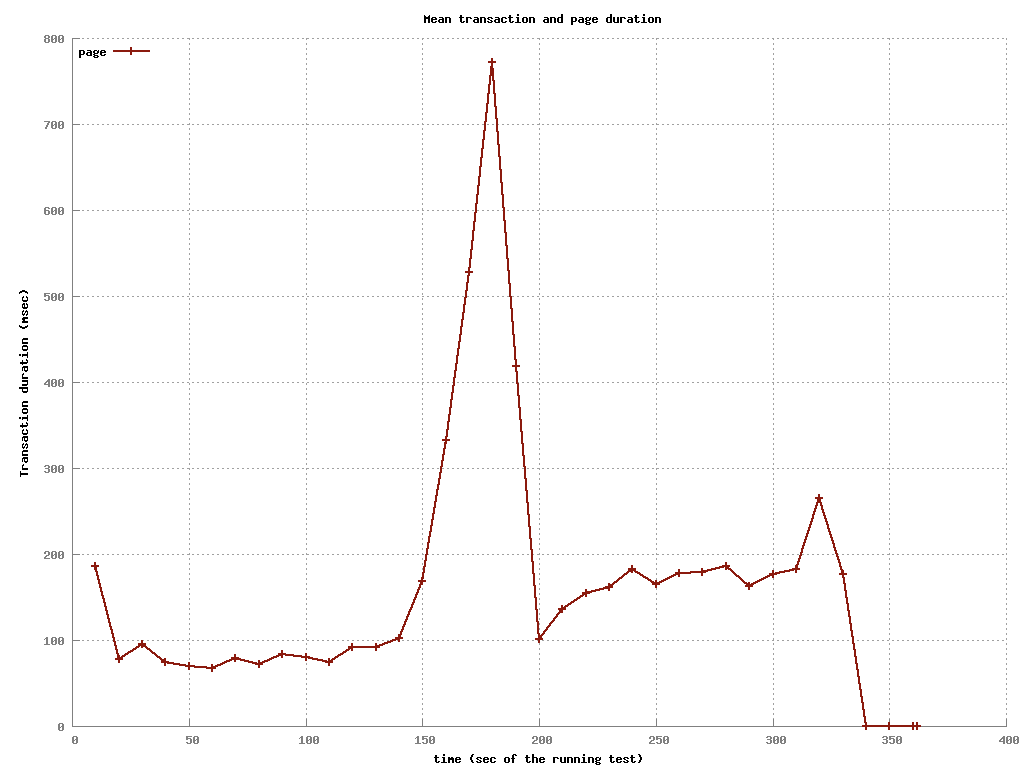 Mean transaction and page duration
page
800
700
600
500
400
300
200
100
0
Transaction duration (msec)
0 50 100 150 200 250 300 350 400
time (sec of the running test)